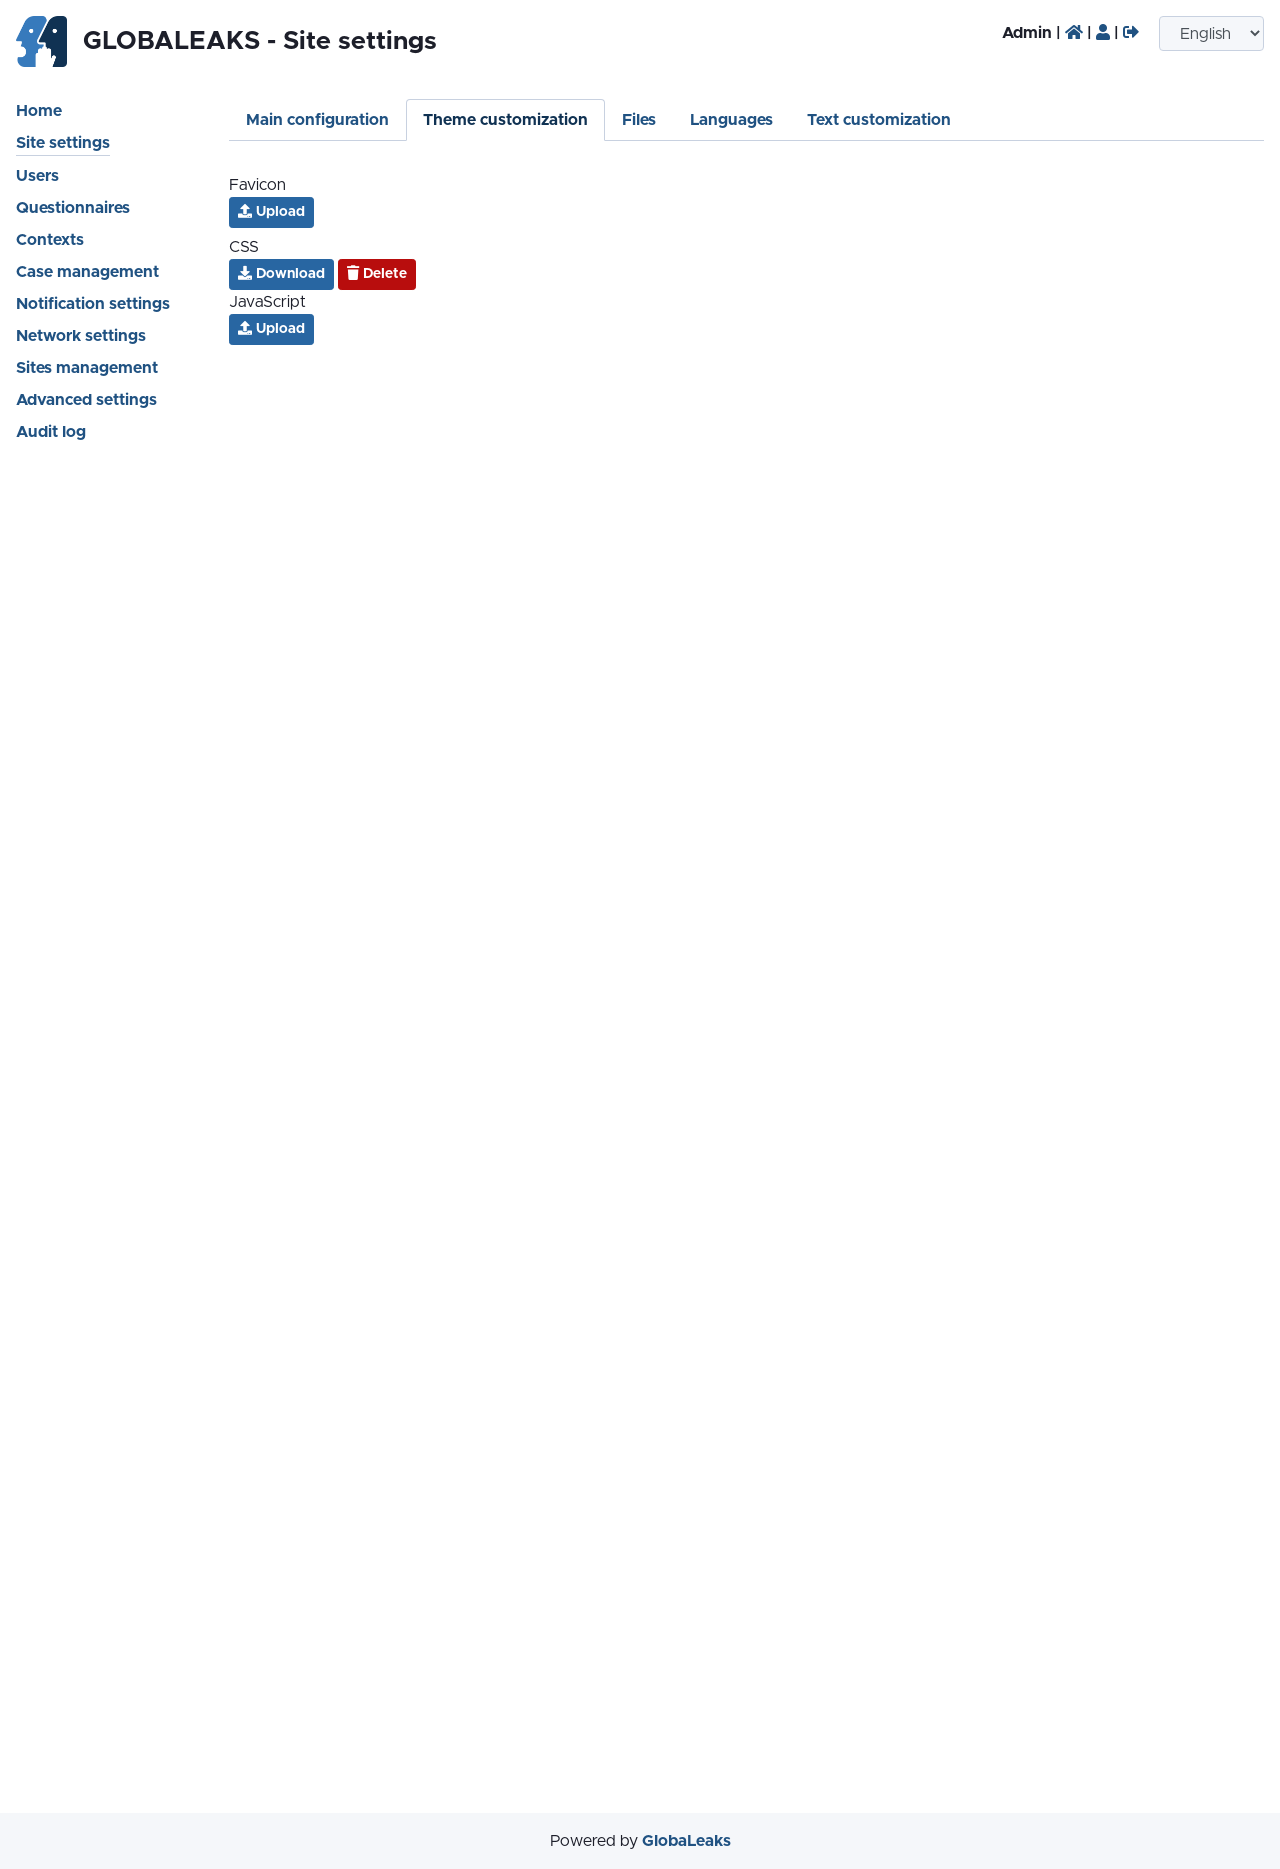 GLOBALEAKS - Site settings
Admin | | |
English
Home
Site settings
Users
Questionnaires
Contexts
Case management
Notification settings
Network settings
Sites management
Advanced settings
Audit log
Main configuration
Theme customization
Files
Languages
Text customization
Favicon
Upload
CSS
Download Delete
JavaScript
Upload
Powered by GlobaLeaks